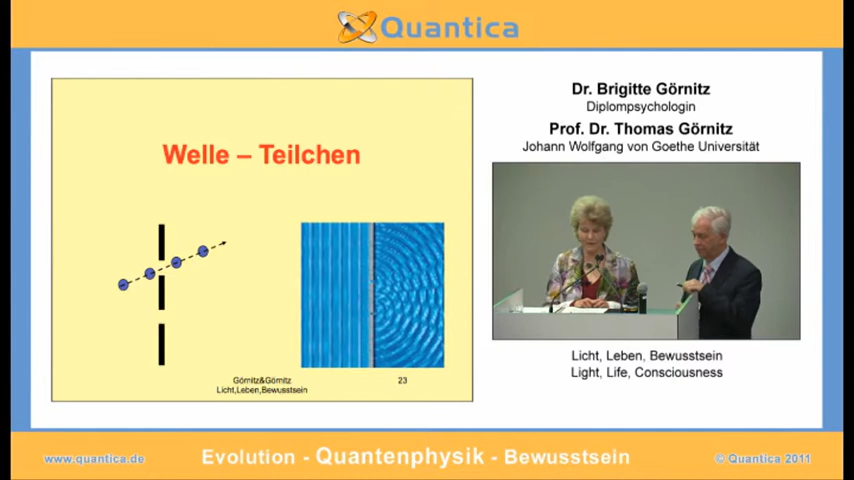 Quantica
Welle – Teilchen
Görnitz&Görnitz
Licht,Leben,Bewusstsein
23
Dr. Brigitte Görnitz
Diplompsychologin
Prof. Dr. Thomas Görnitz
Johann Wolfgang von Goethe Universität
Licht, Leben, Bewusstsein
Light, Life, Consciousness
www.quantica.de
Evolution - Quantenphysik - Bewusstsein
© Quantica 2011